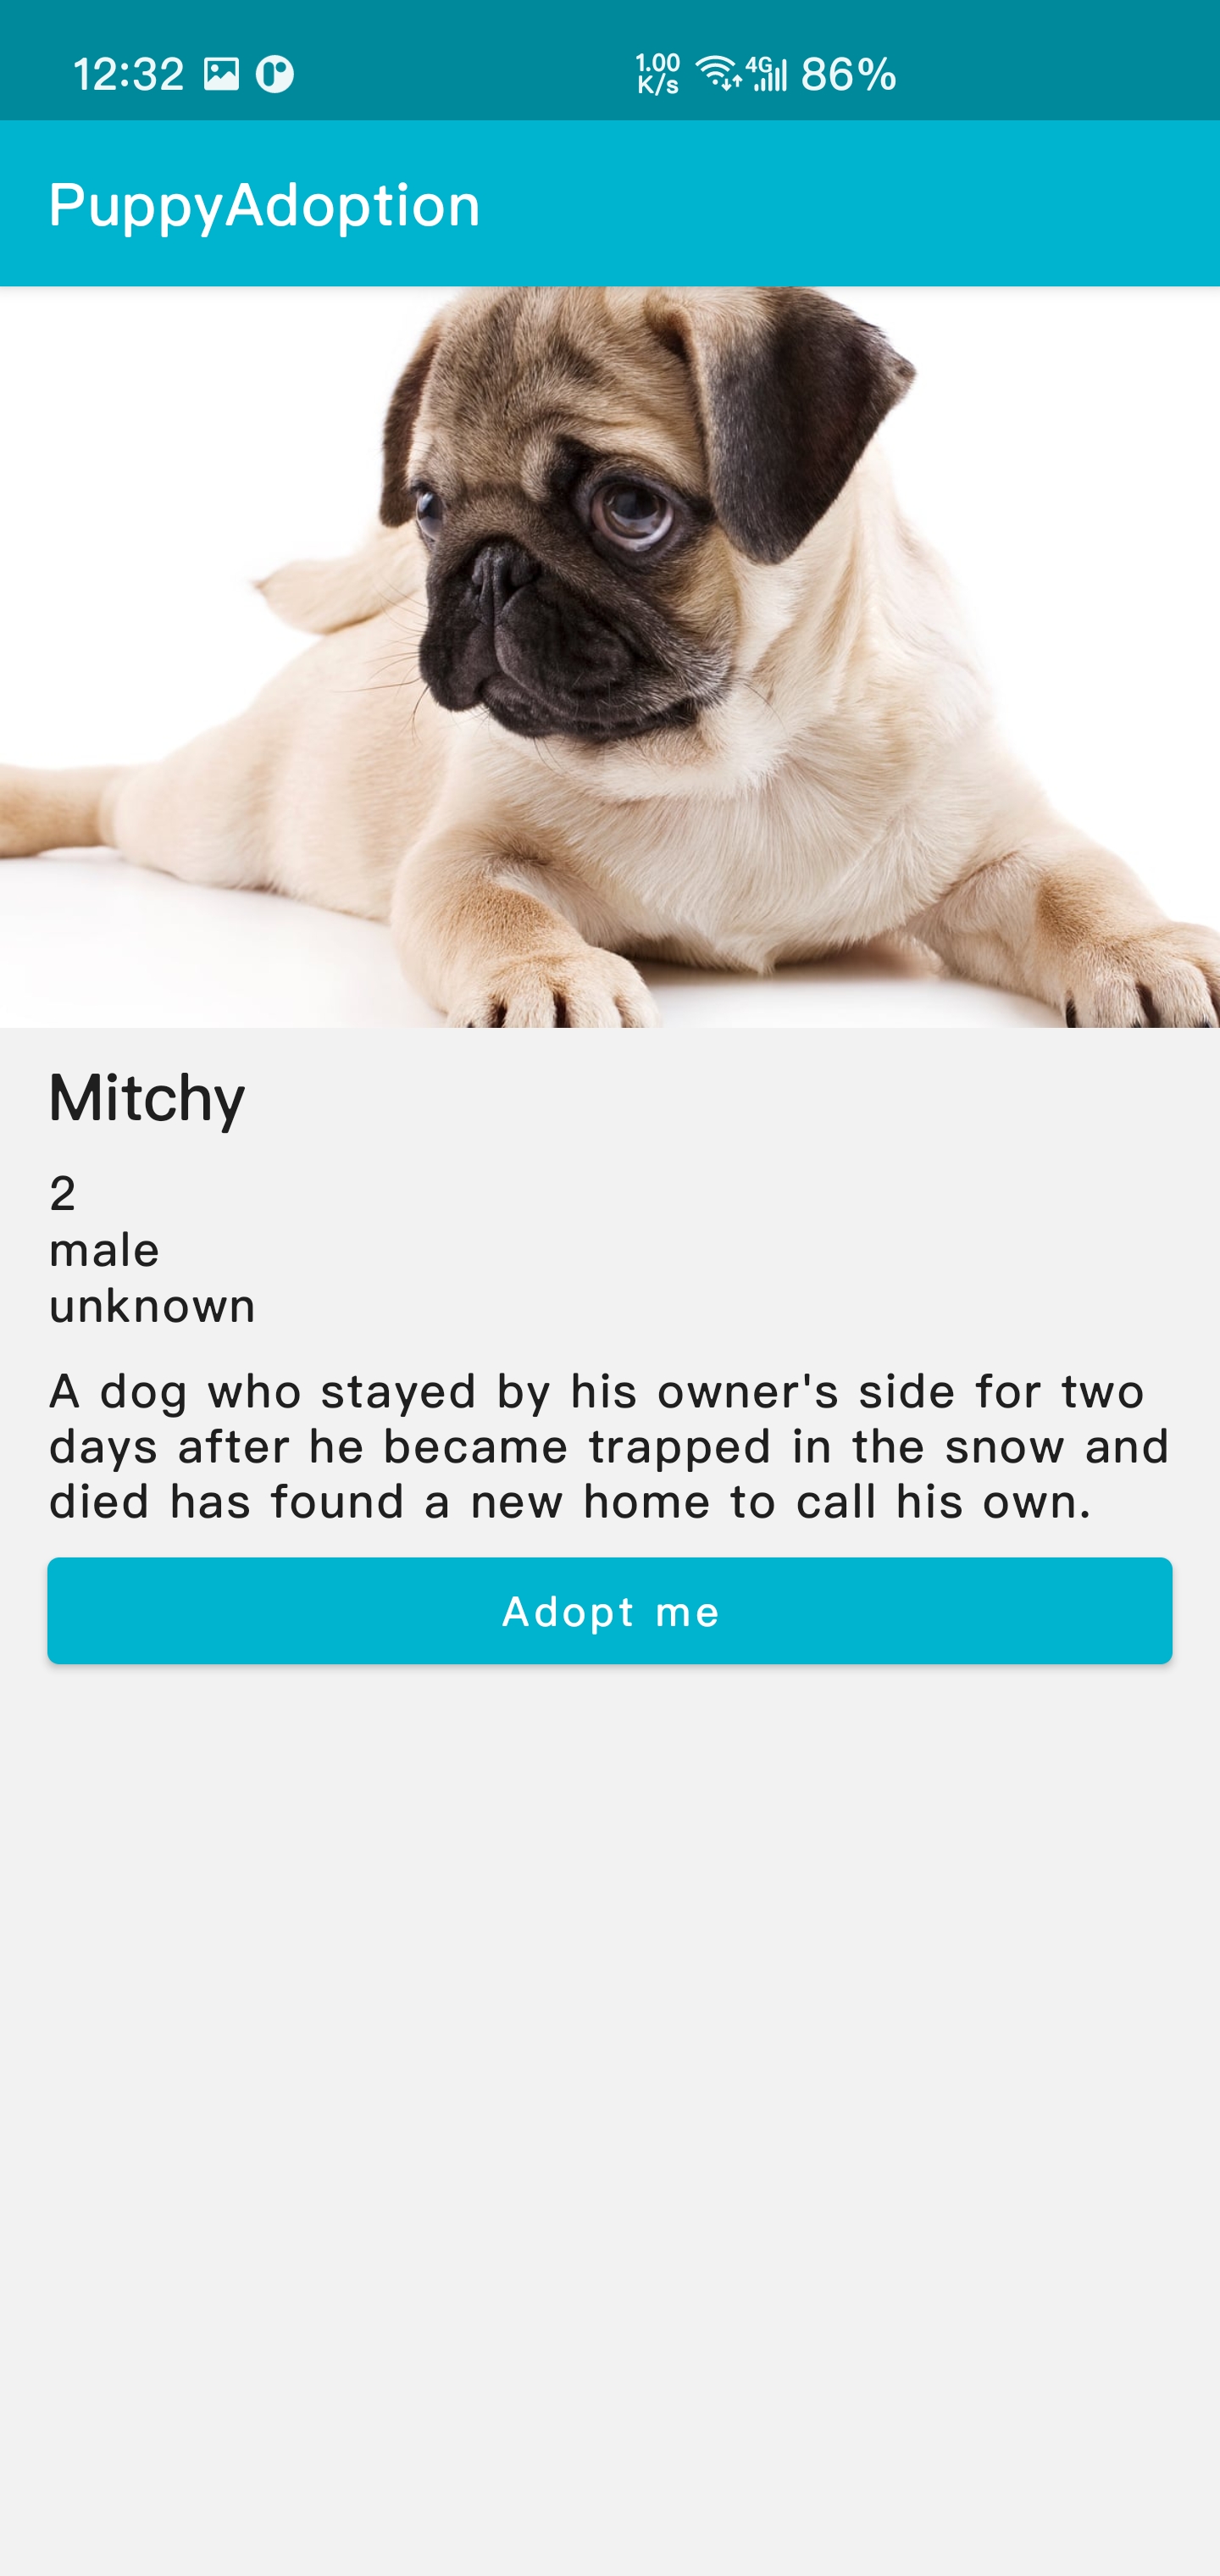 12:32
1.00
K/s
4G
86%
PuppyAdoption
Mitchy
2
male
unknown
A dog who stayed by his owner's side for two
days after he became trapped in the snow and
died has found a new home to call his own.
Adopt me